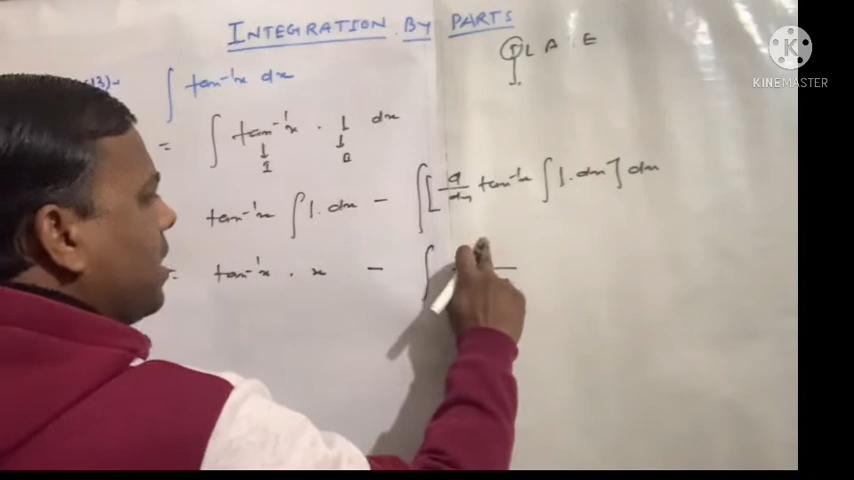 INTEGRATION BY PARTS
I L A T E
∫ tan⁻¹x dx
= ∫ tan⁻¹x . 1 dx
↓ ↓
I II
tan⁻¹x ∫ 1. dx − ∫ [ d/dx tan⁻¹x ∫ 1. dx ] dx
= tan⁻¹x . x − ∫
K
KINEMASTER